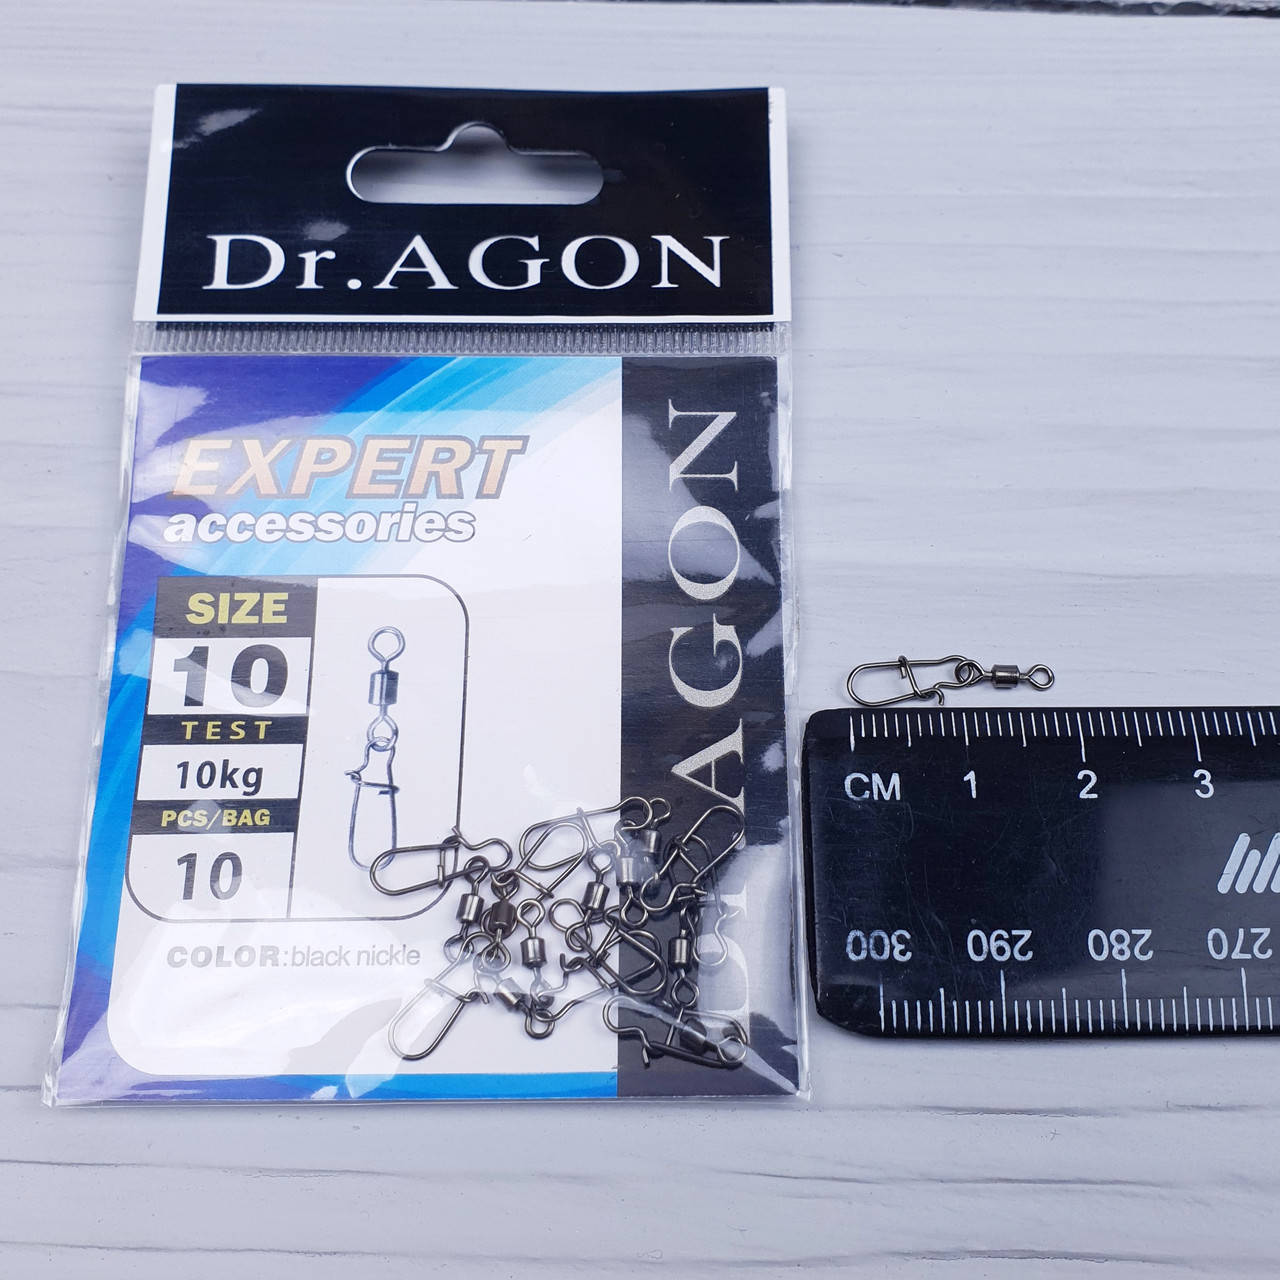 Dr.AGON
EXPERT
accessories
SIZE
10
TEST
10kg
PCS/BAG
10
COLOR:black nickle
AGON
CM 1 2 3
300 290 280 270